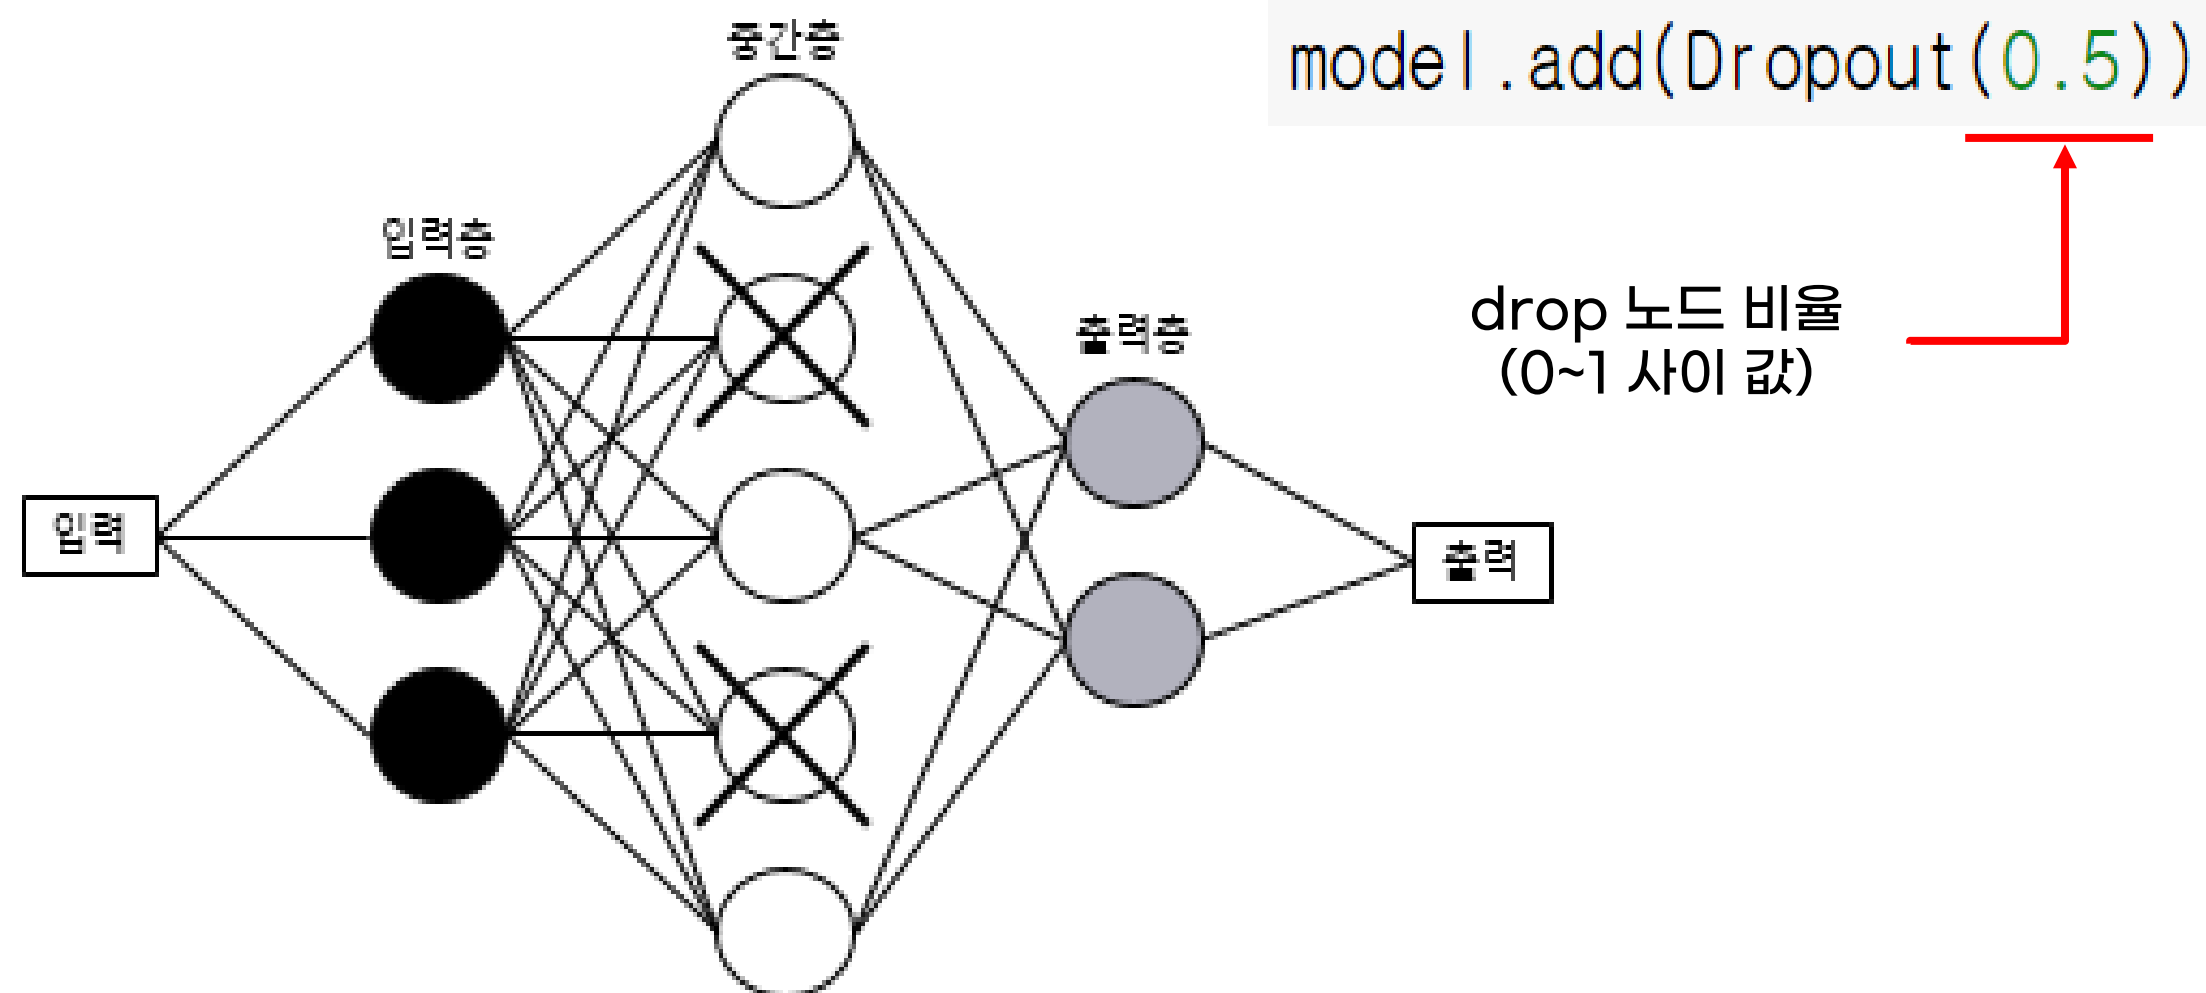 중간층
model.add(Dropout(0.5))
입력층
drop 노드 비율
(0~1 사이 값)
출력층
입력
출력